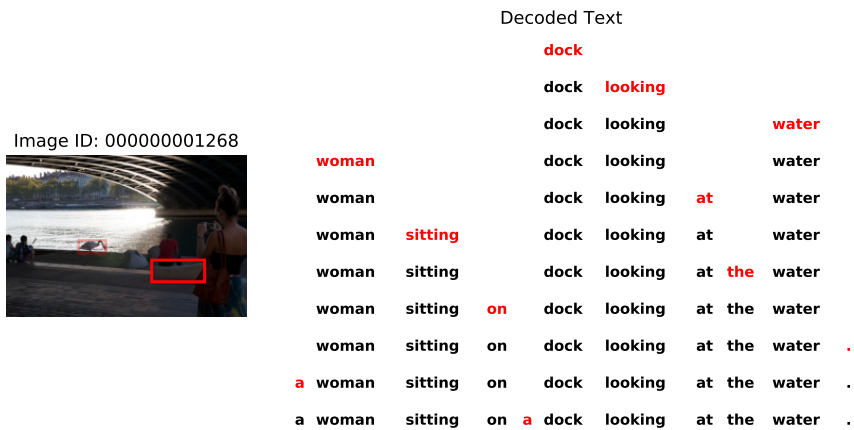 Decoded Text
dock
dock looking
Image ID: 000000001268
dock looking water
woman dock looking water
woman dock looking at water
woman sitting dock looking at water
woman sitting dock looking at the water
woman sitting on dock looking at the water
woman sitting on dock looking at the water .
a woman sitting on dock looking at the water .
a woman sitting on a dock looking at the water .